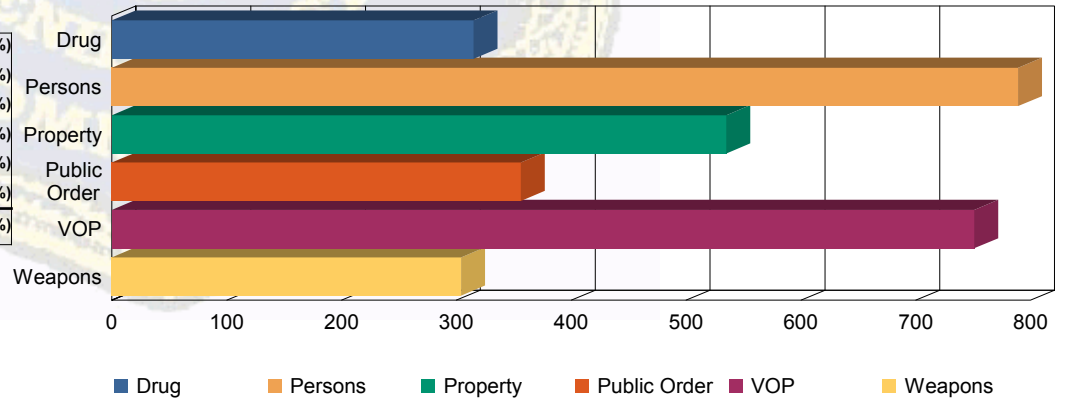 %)
%)
%)
%)
%)
%)
%)
Drug
Persons
Property
Public
Order
VOP
Weapons
0 100 200 300 400 500 600 700 800
Drug Persons Property Public Order VOP Weapons